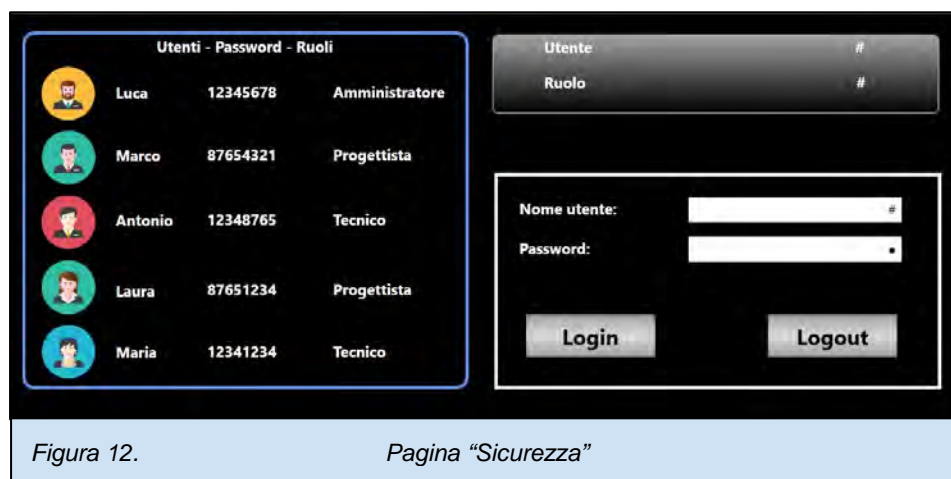 Utenti - Password - Ruoli
Luca 12345678 Amministratore
Marco 87654321 Progettista
Antonio 12348765 Tecnico
Laura 87651234 Progettista
Maria 12341234 Tecnico
Utente #
Ruolo #
Nome utente: #
Password: •
Login Logout
Figura 12. Pagina “Sicurezza”